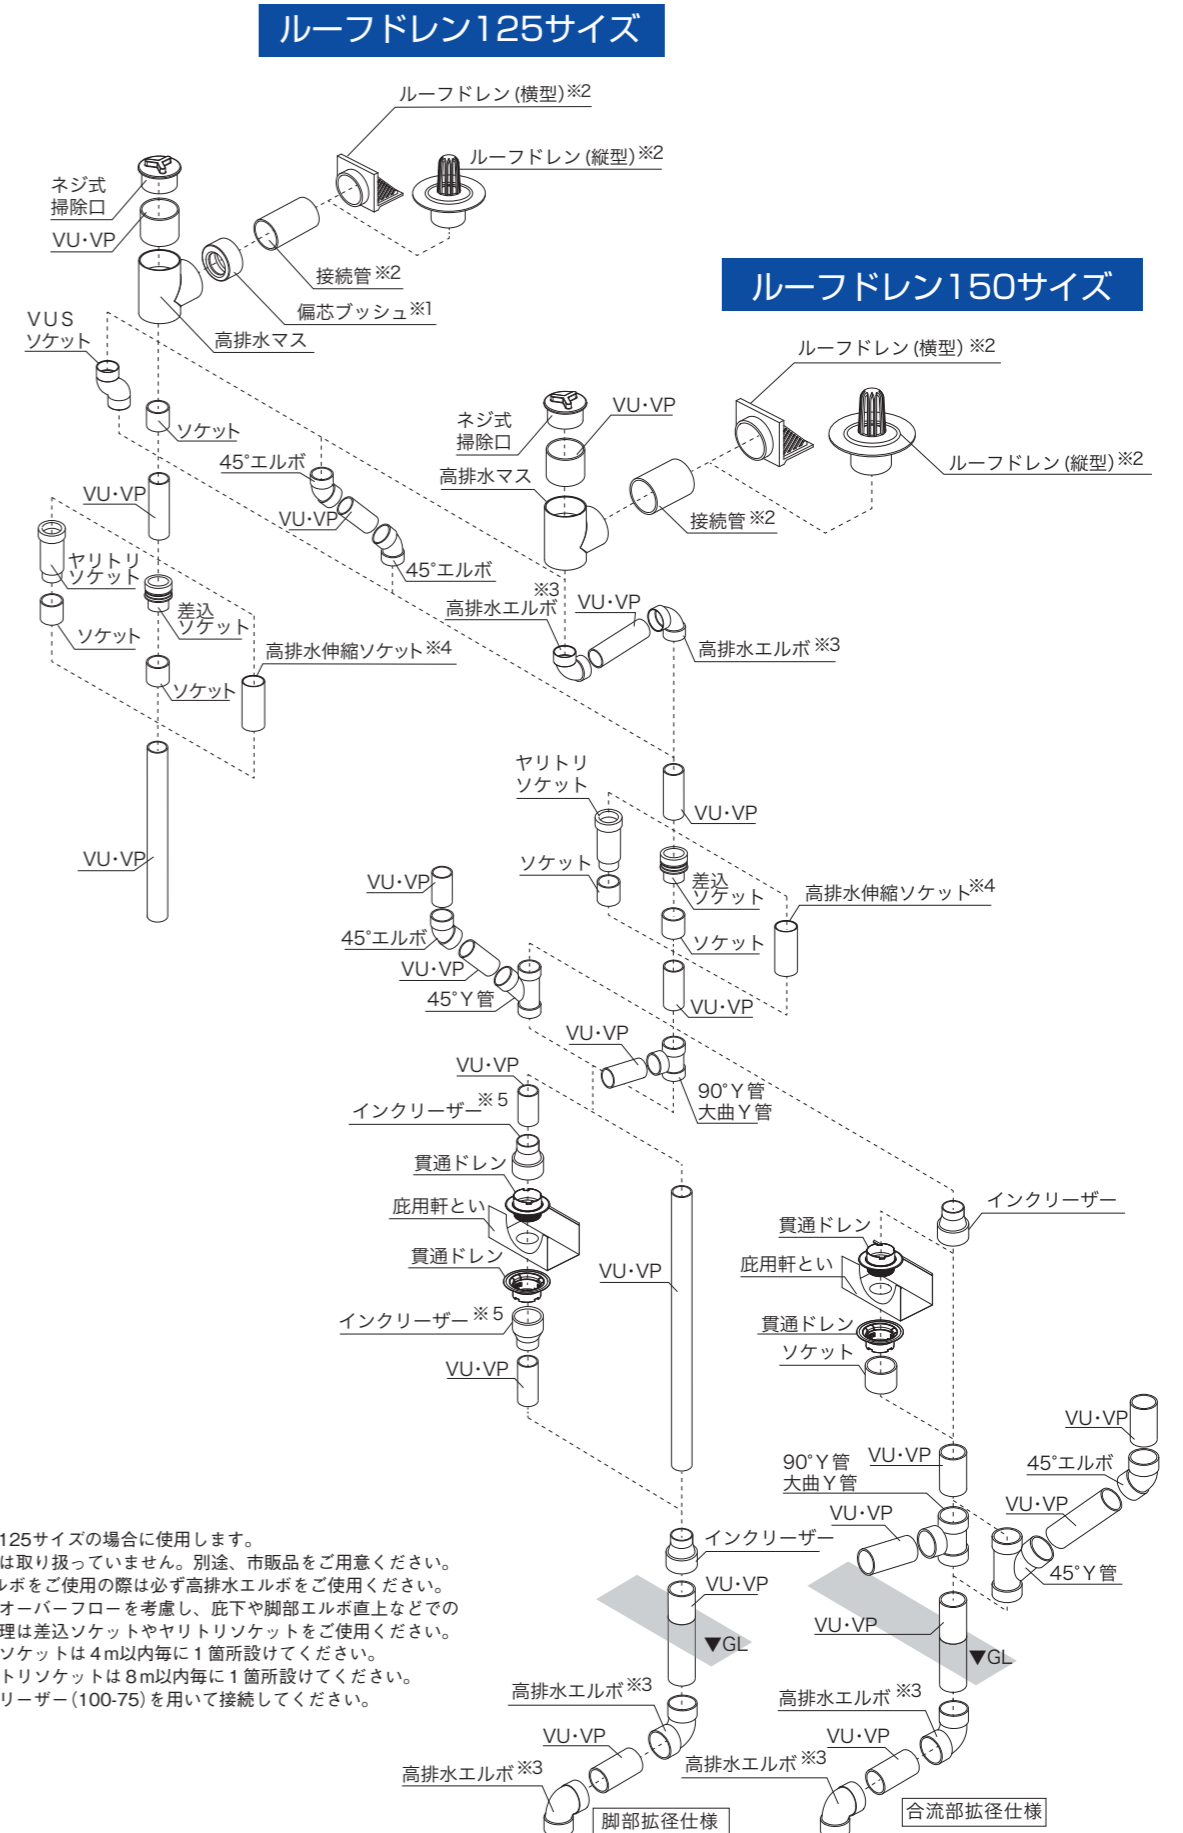 ルーフドレン125サイズ
ルーフドレン(横型)※2
ルーフドレン(縦型)※2
ネジ式
掃除口
VU・VP
接続管※2
偏芯ブッシュ※1
高排水マス
VUS
ソケット
ソケット
VU・VP
ヤリトリ
ソケット
差込
ソケット
ソケット
ソケット
高排水伸縮ソケット※4
VU・VP
45°エルボ
VU・VP
45°エルボ
ルーフドレン150サイズ
ルーフドレン(横型)※2
ルーフドレン(縦型)※2
ネジ式
掃除口
VU・VP
高排水マス
接続管※2
※3
高排水エルボ
VU・VP
高排水エルボ※3
ヤリトリ
ソケット
VU・VP
ソケット
差込
ソケット
高排水伸縮ソケット※4
ソケット
VU・VP
VU・VP
45°エルボ
VU・VP
45°Y管
VU・VP
90°Y管
大曲Y管
VU・VP
インクリーザー※5
貫通ドレン
庇用軒とい
貫通ドレン
インクリーザー※5
VU・VP
VU・VP
インクリーザー
貫通ドレン
庇用軒とい
貫通ドレン
ソケット
VU・VP
45°エルボ
VU・VP
90°Y管
大曲Y管
VU・VP
VU・VP
45°Y管
インクリーザー
VU・VP
▼GL
VU・VP
▼GL
高排水エルボ※3
VU・VP
高排水エルボ※3
脚部拡径仕様
高排水エルボ※3
VU・VP
高排水エルボ※3
合流部拡径仕様
125サイズの場合に使用します。
は取り扱っていません。別途、市販品をご用意ください。
ルボをご使用の際は必ず高排水エルボをご使用ください。
オーバーフローを考慮し、庇下や脚部エルボ直上などでの
理は差込ソケットやヤリトリソケットをご使用ください。
ソケットは4m以内毎に1箇所設けてください。
トリソケットは8m以内毎に1箇所設けてください。
リーザー(100-75)を用いて接続してください。